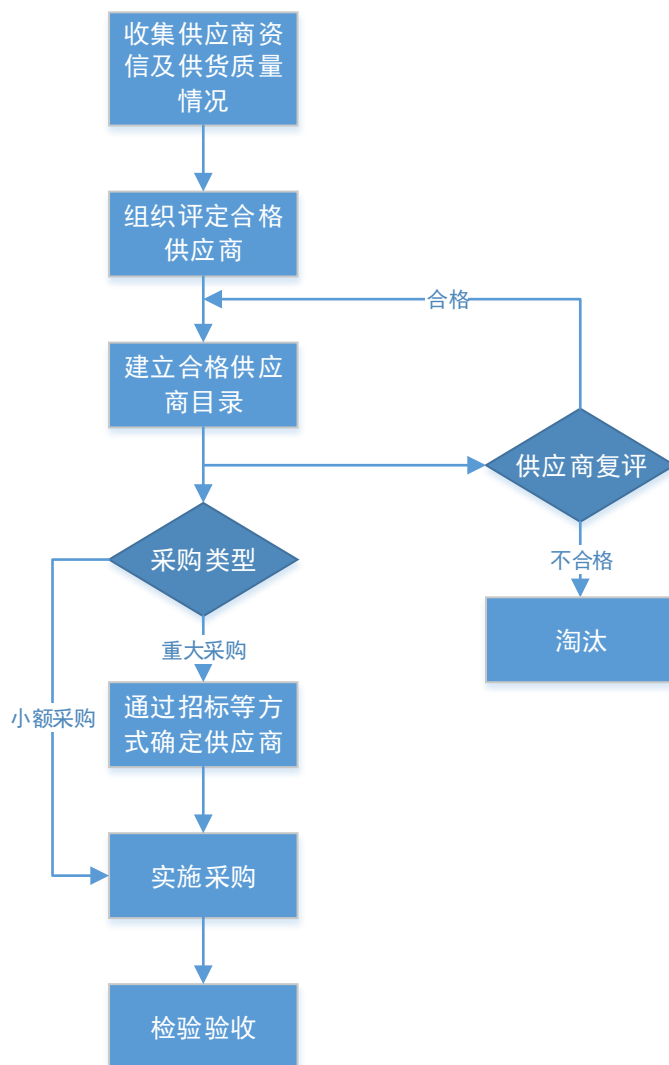 收集供应商资
信及供货质量
情况
组织评定合格
供应商
合格
建立合格供应
商目录
供应商复评
采购类型
不合格
淘汰
重大采购
通过招标等方
式确定供应商
小额采购
实施采购
检验验收